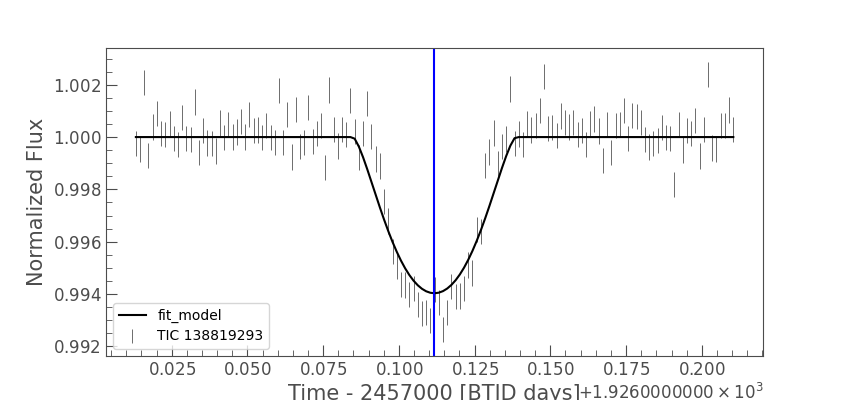 1.002
1.000
0.998
0.996
0.994
0.992
Normalized Flux
fit_model
TIC 138819293
0.025 0.050 0.075 0.100 0.125 0.150 0.175 0.200
Time - 2457000 [BTJD days]
+1.9260000000 × 10³